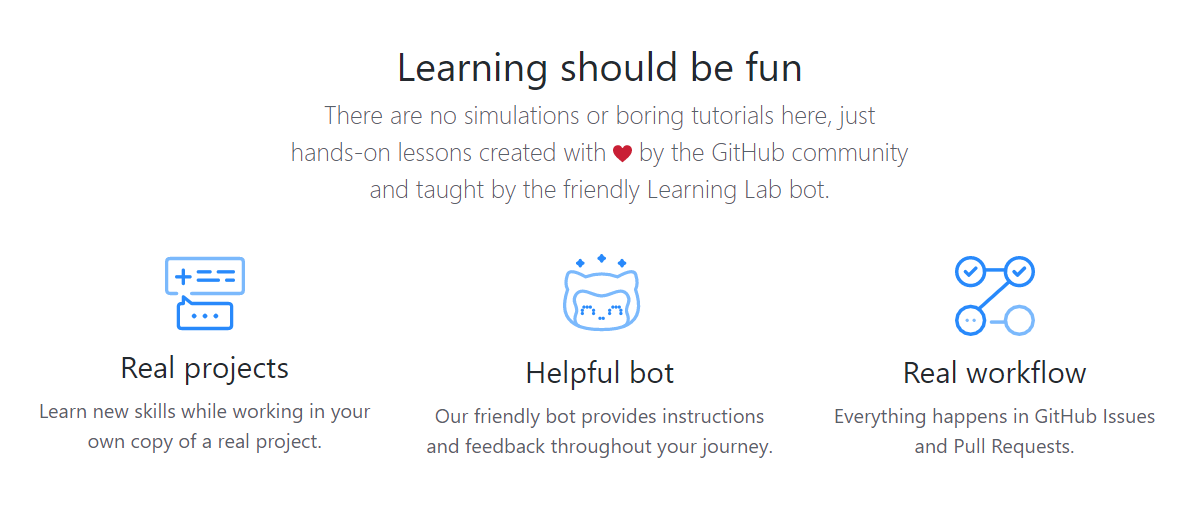 Learning should be fun
There are no simulations or boring tutorials here, just
hands-on lessons created with ❤ by the GitHub community
and taught by the friendly Learning Lab bot.
Real projects
Learn new skills while working in your
own copy of a real project.
Helpful bot
Our friendly bot provides instructions
and feedback throughout your journey.
Real workflow
Everything happens in GitHub Issues
and Pull Requests.